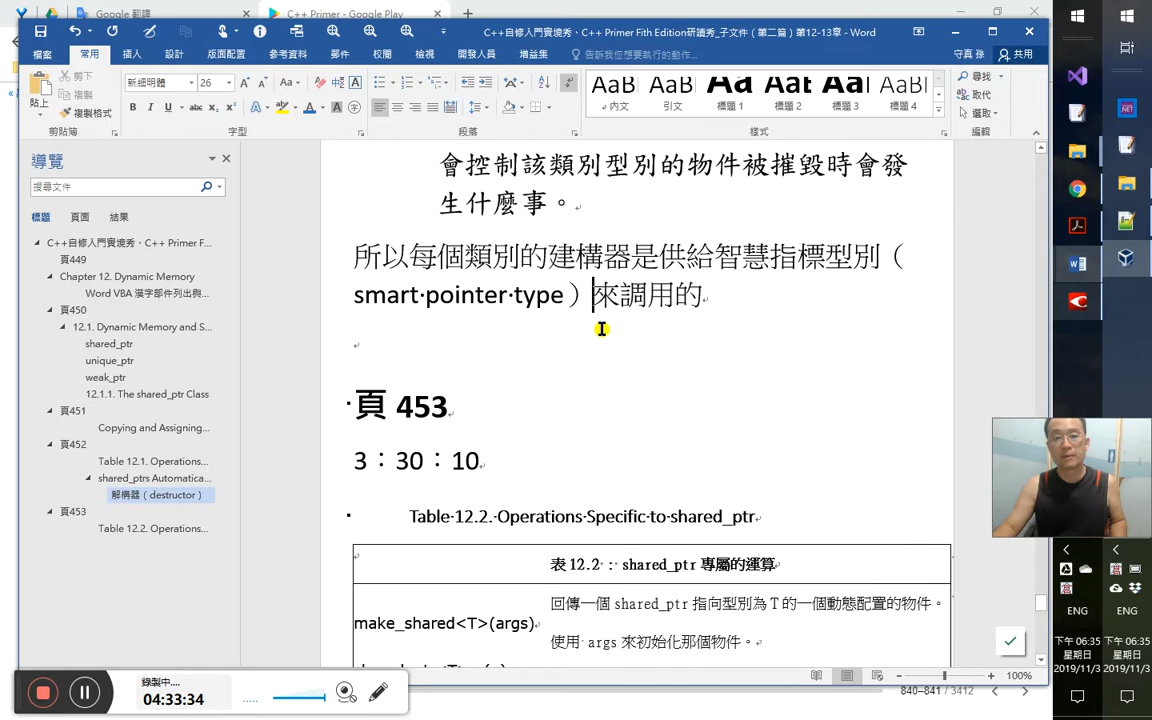 Google 翻譯
C++ Primer - Google Play
C++自修入門實境秀、C++ Primer Fith Edition研讀秀_子文件（第二篇）第12-13章 - Word
檔案
常用
插入
設計
版面配置
參考資料
郵件
校閱
檢視
開發人員
增益集
告訴我您想要執行的動作...
守真 孫
共用
貼上
剪下
複製
複製格式
剪貼簿
新細明體
26
字型
段落
AaB 內文
AaB 引文
AaB 標題 1
Aat 標題 2
AaB 標題 3
AaBl 標題 4
樣式
尋找
取代
選取
編輯
導覽
搜尋文件
標題
頁面
結果
C++自修入門實境秀、C++ Primer F...
頁449
Chapter 12. Dynamic Memory
Word VBA 漢字部件列出與...
頁450
12.1. Dynamic Memory and S...
shared_ptr
unique_ptr
weak_ptr
12.1.1. The shared_ptr Class
頁451
Copying and Assigning...
頁452
Table 12.1. Operations...
shared_ptrs Automatica...
解構器（destructor）
頁453
Table 12.2. Operations...
會控制該類別型別的物件被摧毀時會發
生什麼事。
所以每個類別的建構器是供給智慧指標型別（
smart·pointer·type）來調用的
頁 453
3：30：10
Table·12.2.·Operations·Specific·to·shared_ptr
表 12.2 ： shared_ptr 專屬的運算
make_shared<T>(args)
回傳一個 shared_ptr 指向型別為 T 的一個動態配置的物件。
使用 args 來初始化那個物件。
100%
840–841 / 3412
錄製中....
04:33:34
ENG
ENG
下午 06:35
下午 06:35
星期日
星期日
2019/11/3
2019/11/3